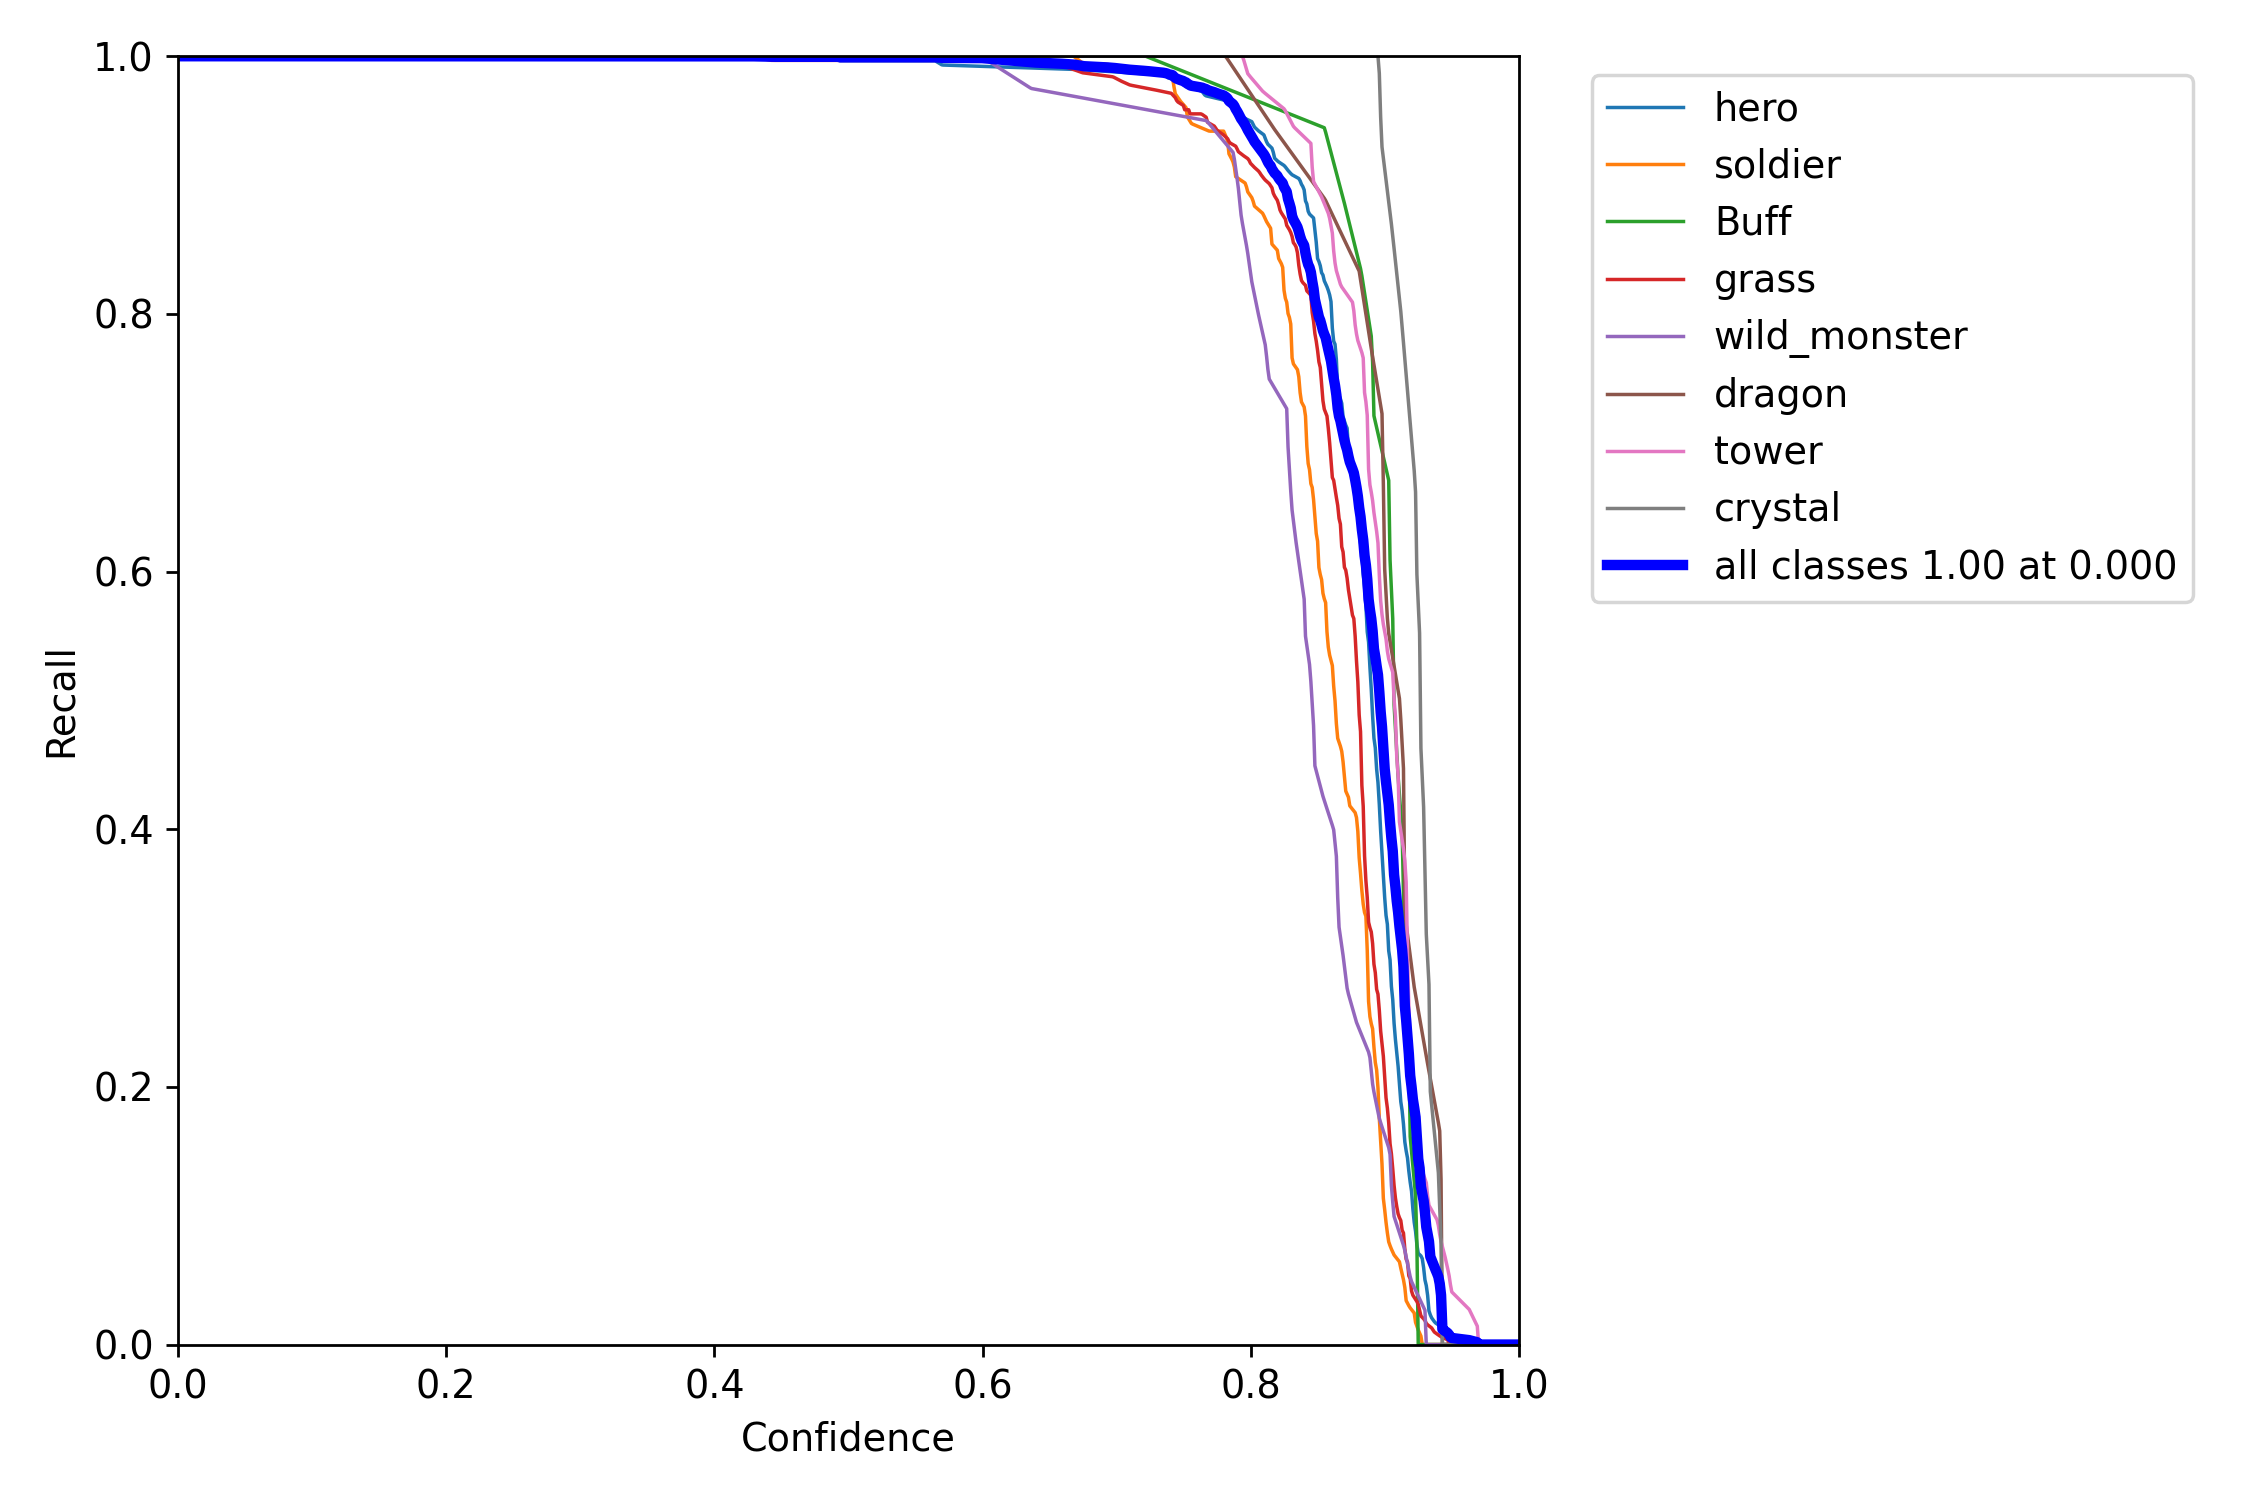 1.0
0.8
0.6
0.4
0.2
0.0
0.0 0.2 0.4 0.6 0.8 1.0
Recall
Confidence
hero
soldier
Buff
grass
wild_monster
dragon
tower
crystal
all classes 1.00 at 0.000